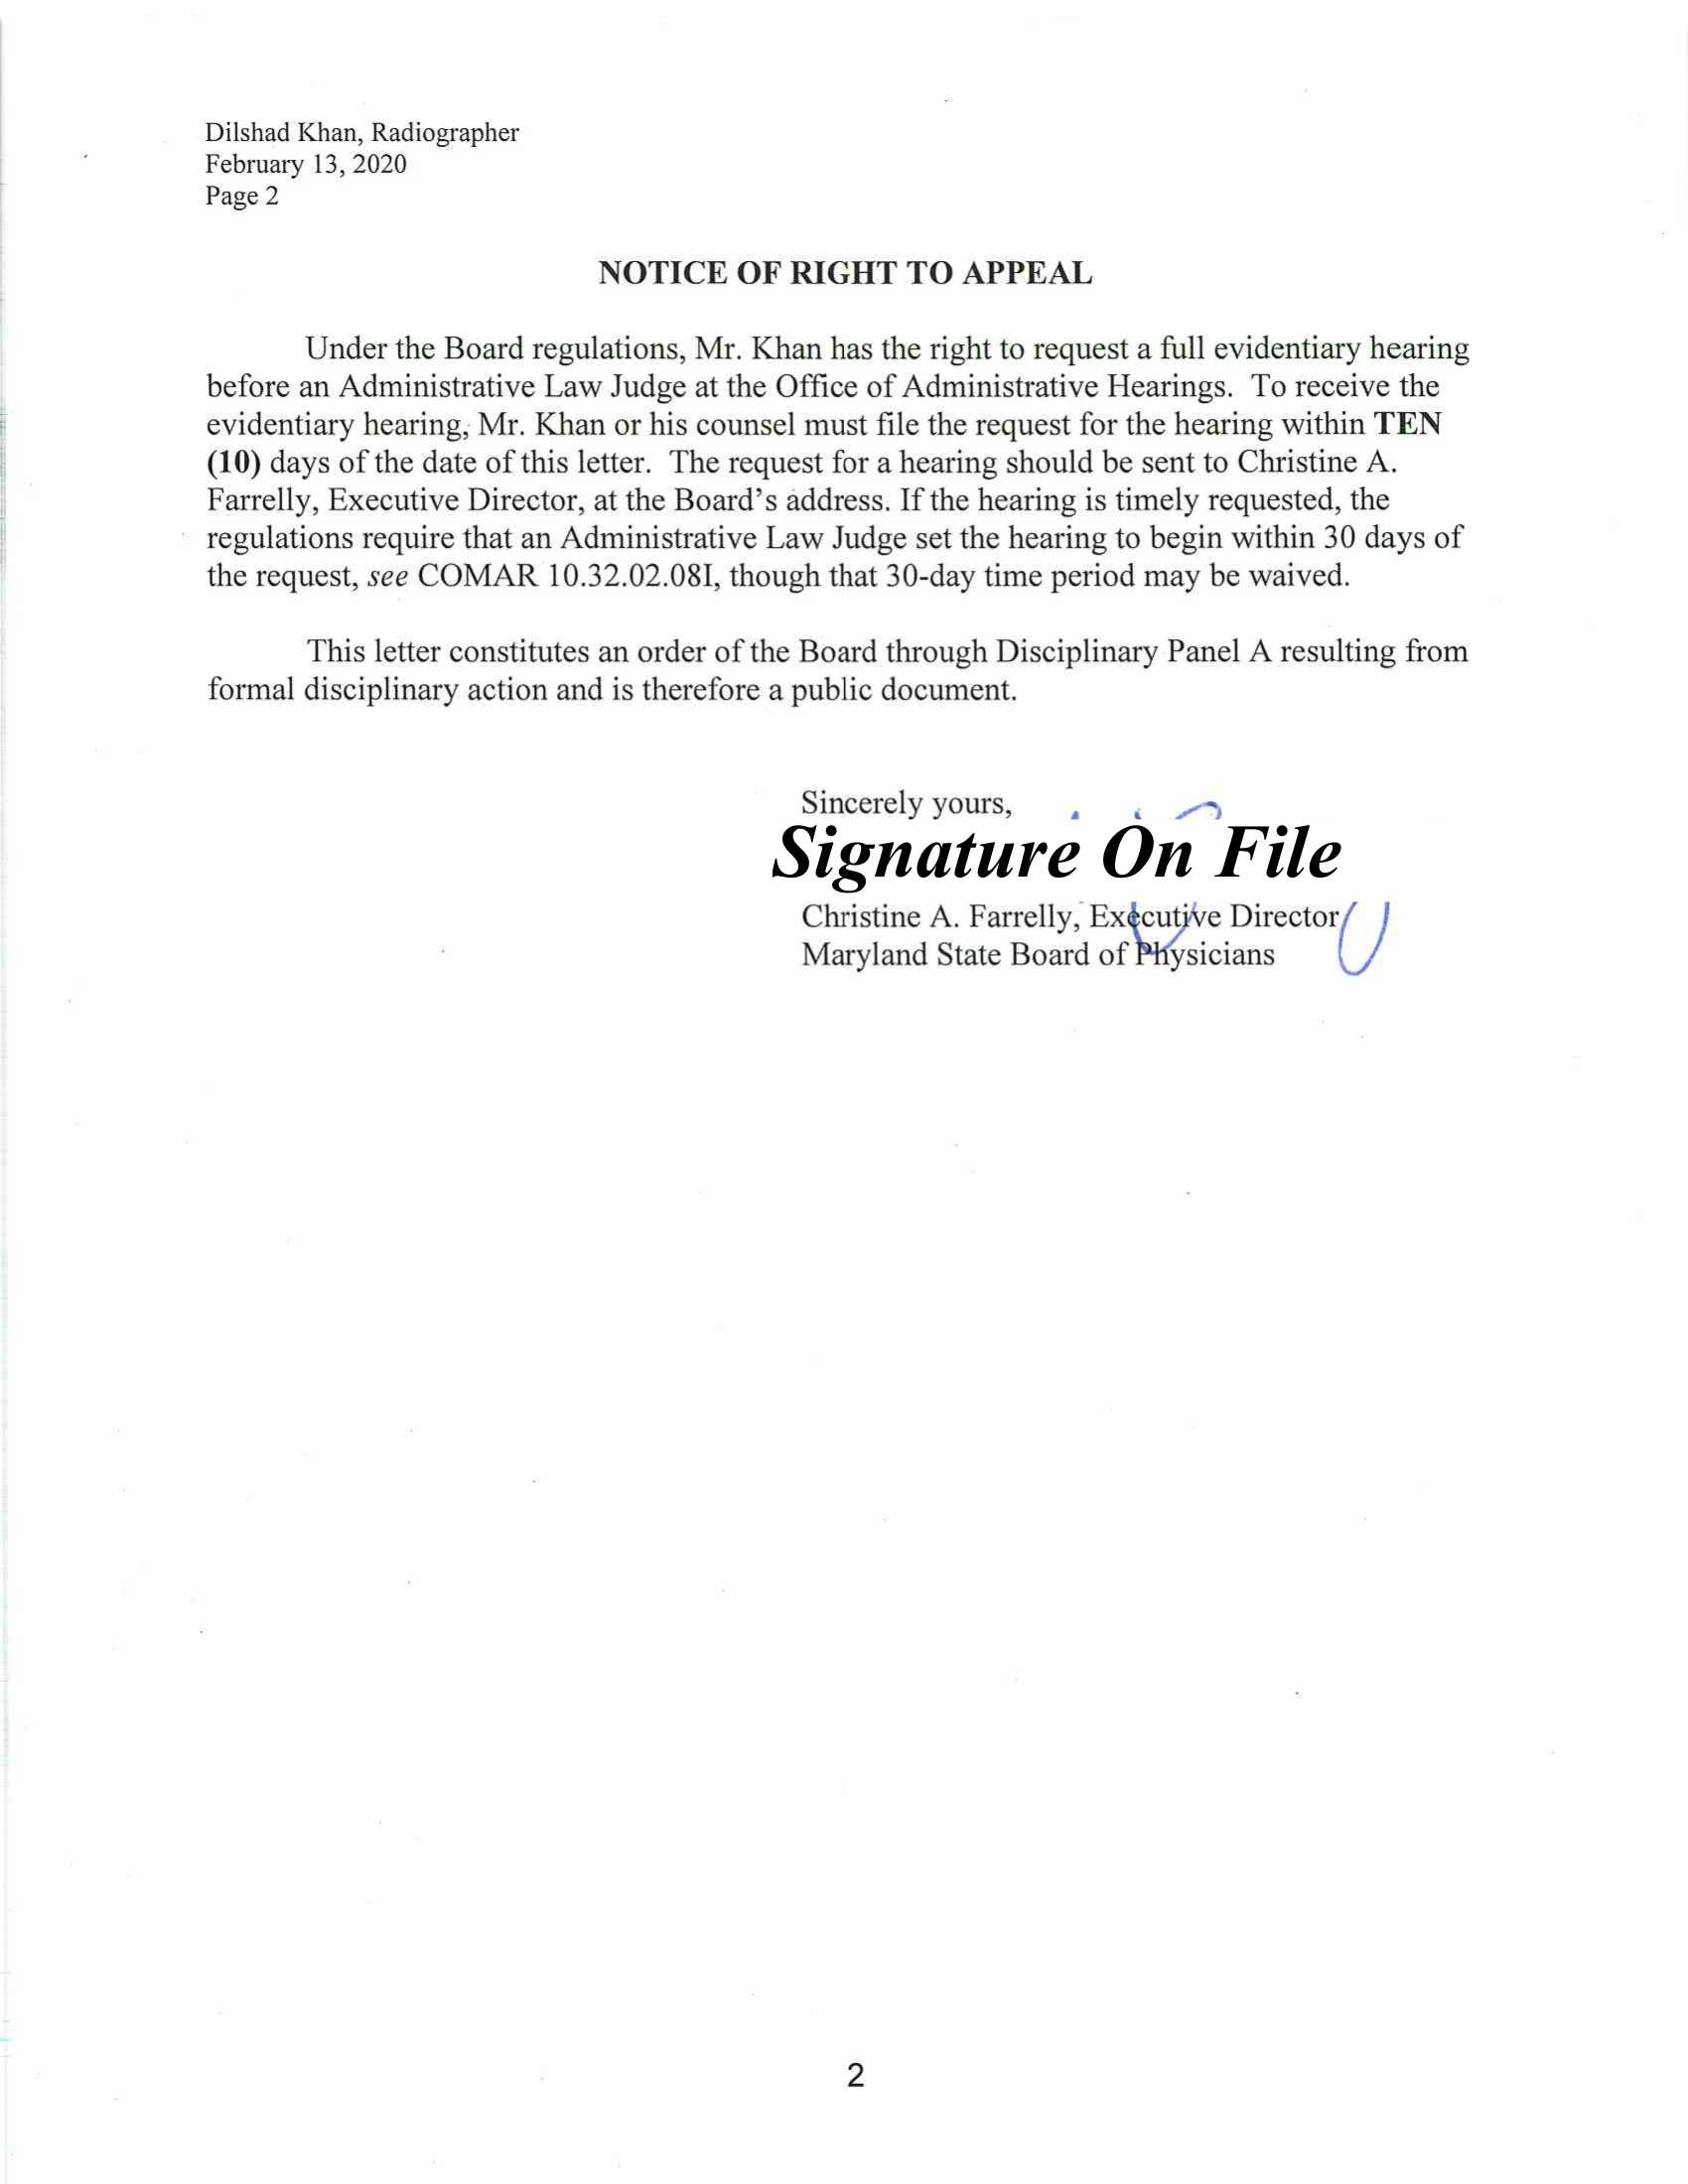 Dilshad Khan, Radiographer
February 13, 2020
Page 2
NOTICE OF RIGHT TO APPEAL
Under the Board regulations, Mr. Khan has the right to request a full evidentiary hearing
before an Administrative Law Judge at the Office of Administrative Hearings.  To receive the
evidentiary hearing, Mr. Khan or his counsel must file the request for the hearing within TEN
(10) days of the date of this letter.  The request for a hearing should be sent to Christine A.
Farrelly, Executive Director, at the Board's address. If the hearing is timely requested, the
regulations require that an Administrative Law Judge set the hearing to begin within 30 days of
the request, see COMAR 10.32.02.08I, though that 30-day time period may be waived.
This letter constitutes an order of the Board through Disciplinary Panel A resulting from
formal disciplinary action and is therefore a public document.
Sincerely yours,
Signature On File
Christine A. Farrelly, Executive Director
Maryland State Board of Physicians
2